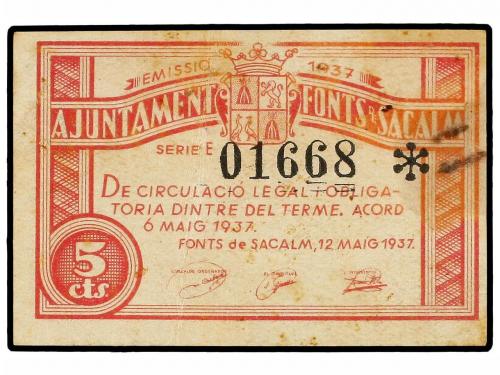 EMISSIÓ 1937
AJUNTAMENT FONTS DE SACALM
SERIE E 01668 *
DE CIRCULACIÓ LEGAL I OBLIGA-
TORIA DINTRE DEL TERME. ACORD
6 MAIG 1937.
FONTS de SACALM, 12 MAIG 1937.
5
cts.